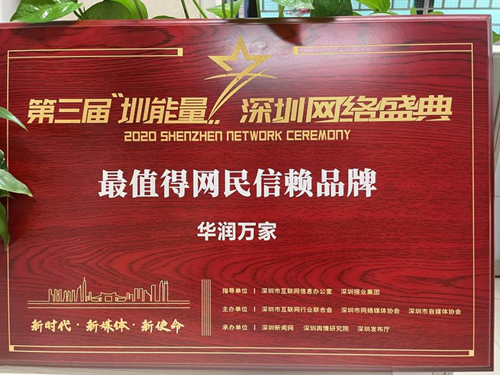 第三届“圳能量” 深圳网络盛典
2020 SHENZHEN NETWORK CEREMONY
最值得网民信赖品牌
华润万家
指导单位 | 深圳市互联网信息办公室 深圳报业集团
主办单位 | 深圳市互联网行业联合会 深圳市网络媒体协会 深圳市自媒体协会
承办单位 | 深圳新闻网 深圳舆情研究院 深圳发布厅
新时代·新媒体·新使命